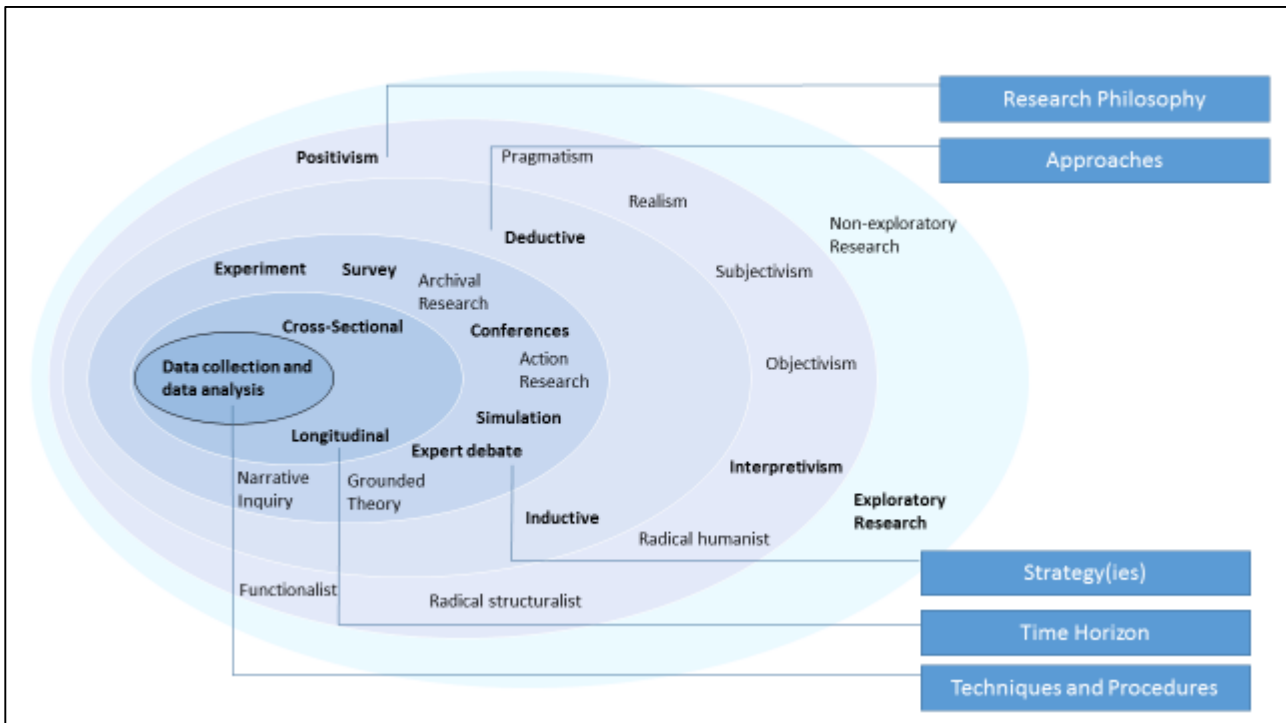 Research Philosophy
Positivism
Pragmatism
Approaches
Realism
Non-exploratory
Research
Deductive
Experiment
Survey
Archival
Research
Subjectivism
Cross-Sectional
Conferences
Data collection and
data analysis
Action
Research
Objectivism
Simulation
Longitudinal
Expert debate
Narrative
Inquiry
Grounded
Theory
Interpretivism
Exploratory
Research
Inductive
Radical humanist
Functionalist
Radical structuralist
Strategy(ies)
Time Horizon
Techniques and Procedures